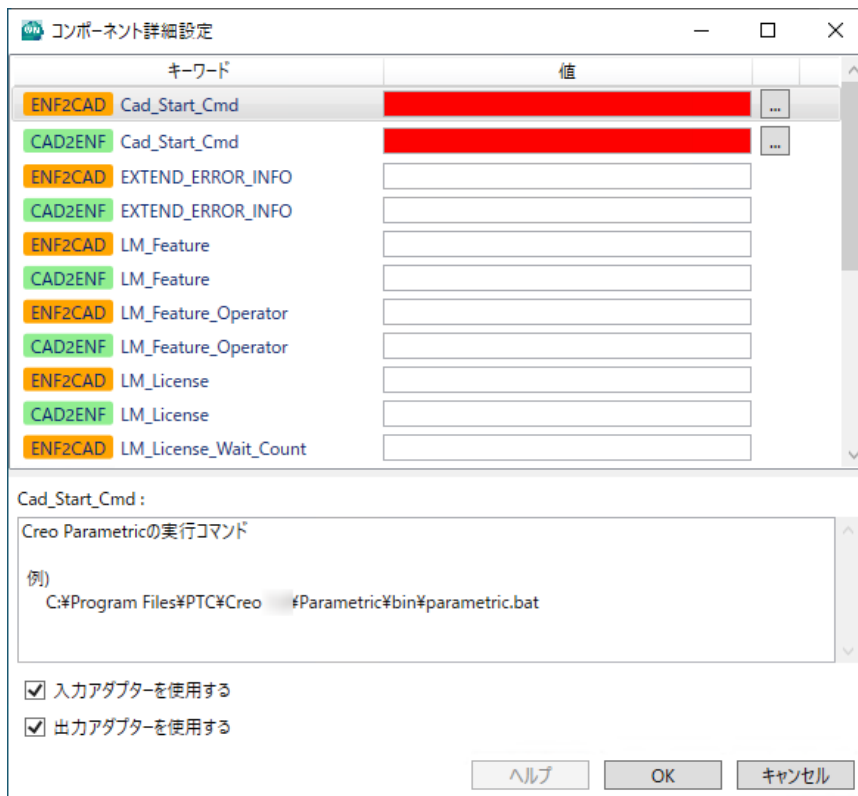 コンポーネント詳細設定
キーワード 値
ENF2CAD Cad_Start_Cmd ...
CAD2ENF Cad_Start_Cmd ...
ENF2CAD EXTEND_ERROR_INFO
CAD2ENF EXTEND_ERROR_INFO
ENF2CAD LM_Feature
CAD2ENF LM_Feature
ENF2CAD LM_Feature_Operator
CAD2ENF LM_Feature_Operator
ENF2CAD LM_License
CAD2ENF LM_License
ENF2CAD LM_License_Wait_Count
Cad_Start_Cmd :
Creo Parametricの実行コマンド
例)
C:¥Program Files¥PTC¥Creo ¥Parametric¥bin¥parametric.bat
入力アダプターを使用する
出力アダプターを使用する
ヘルプ OK キャンセル